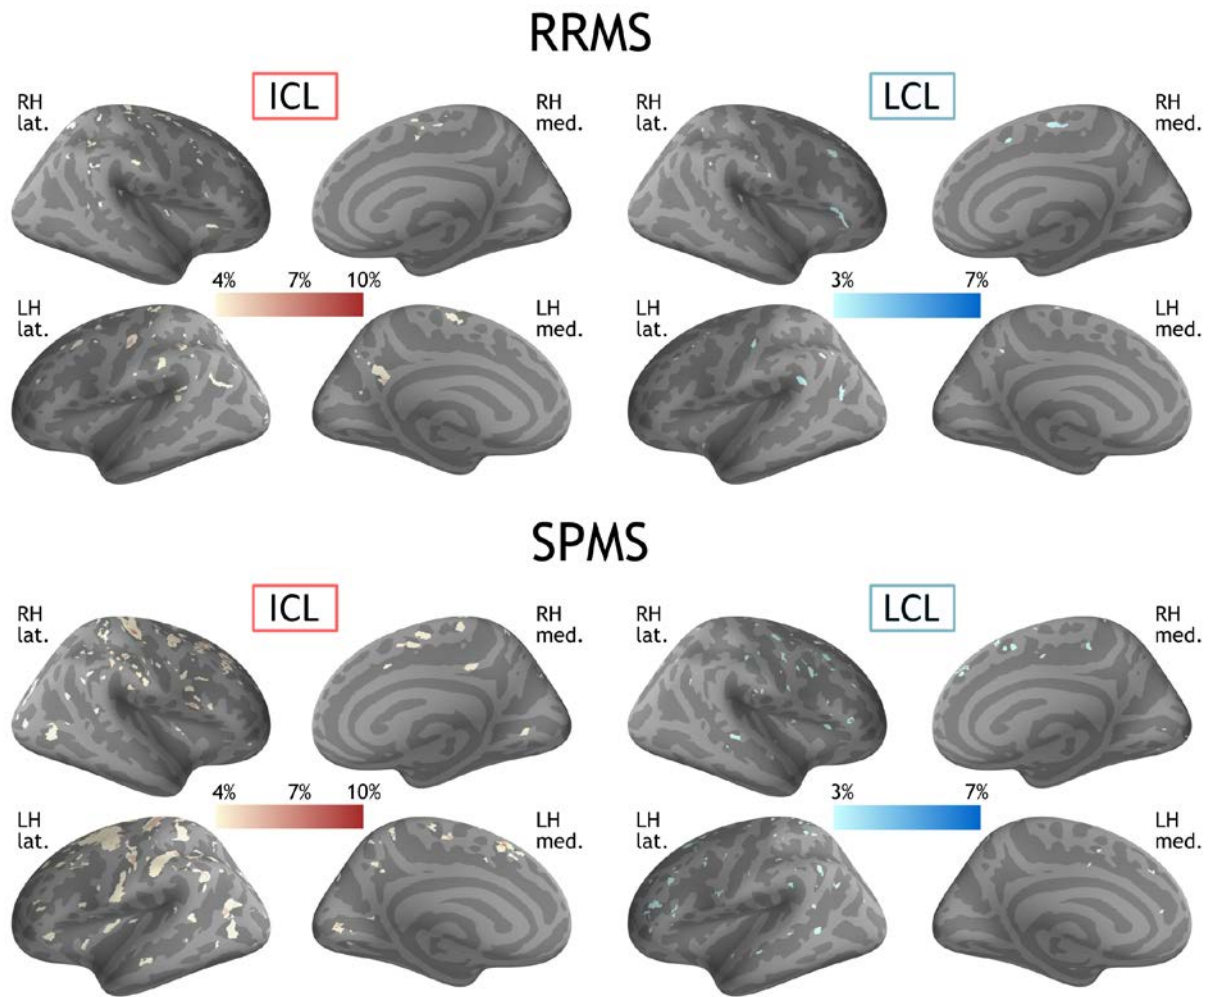 RRMS
ICL
LCL
RH
lat.
RH
med.
RH
lat.
RH
med.
4% 7% 10%
3% 7%
LH
lat.
LH
med.
LH
lat.
LH
med.
SPMS
ICL
LCL
RH
lat.
RH
med.
RH
lat.
RH
med.
4% 7% 10%
3% 7%
LH
lat.
LH
med.
LH
lat.
LH
med.